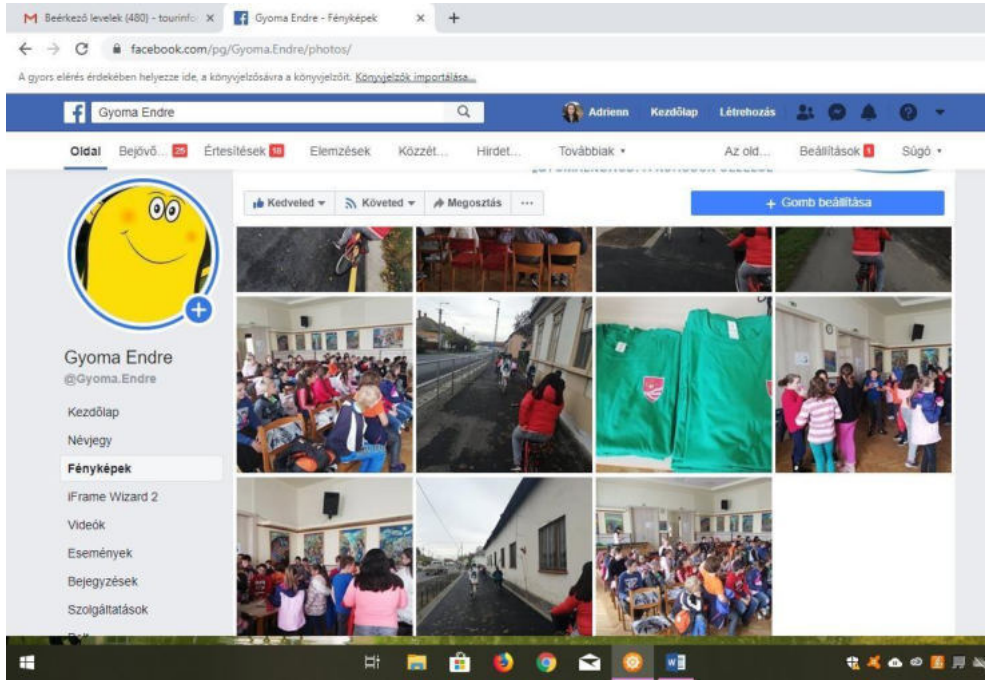 Beérkező levelek (480) - tourinfo
Gyoma Endre - Fényképek
facebook.com/pg/Gyoma.Endre/photos/
A gyors elérés érdekében helyezze ide, a könyvjelzősávra a könyvjelzőit. Könyvjelzők importálása...
Gyoma Endre
Adrienn Kezdőlap Létrehozás
Oldal Bejövő... 25 Értesítések 18 Elemzések Közzét... Hirdet... Továbbiak Az old... Beállítások 1 Súgó
Kedveled Követed Megosztás ... + Gomb beállítása
Gyoma Endre
@Gyoma.Endre
Kezdőlap
Névjegy
Fényképek
iFrame Wizard 2
Videók
Események
Bejegyzések
Szolgáltatások